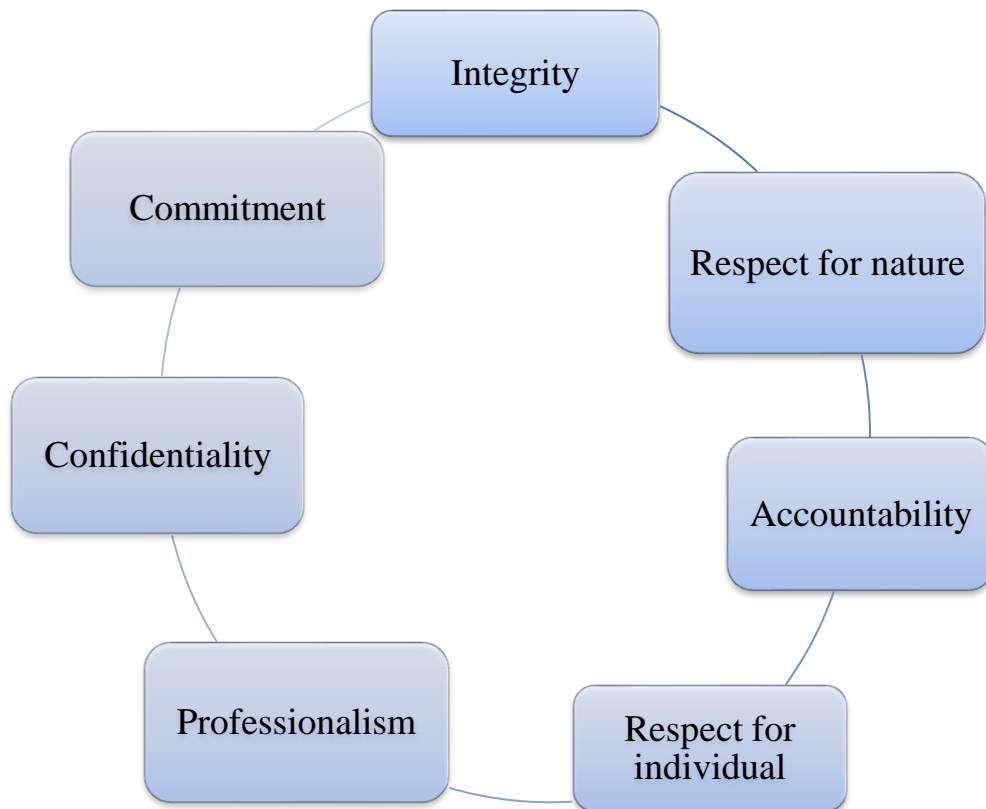 Integrity
Respect for nature
Accountability
Respect for
individual
Professionalism
Confidentiality
Commitment